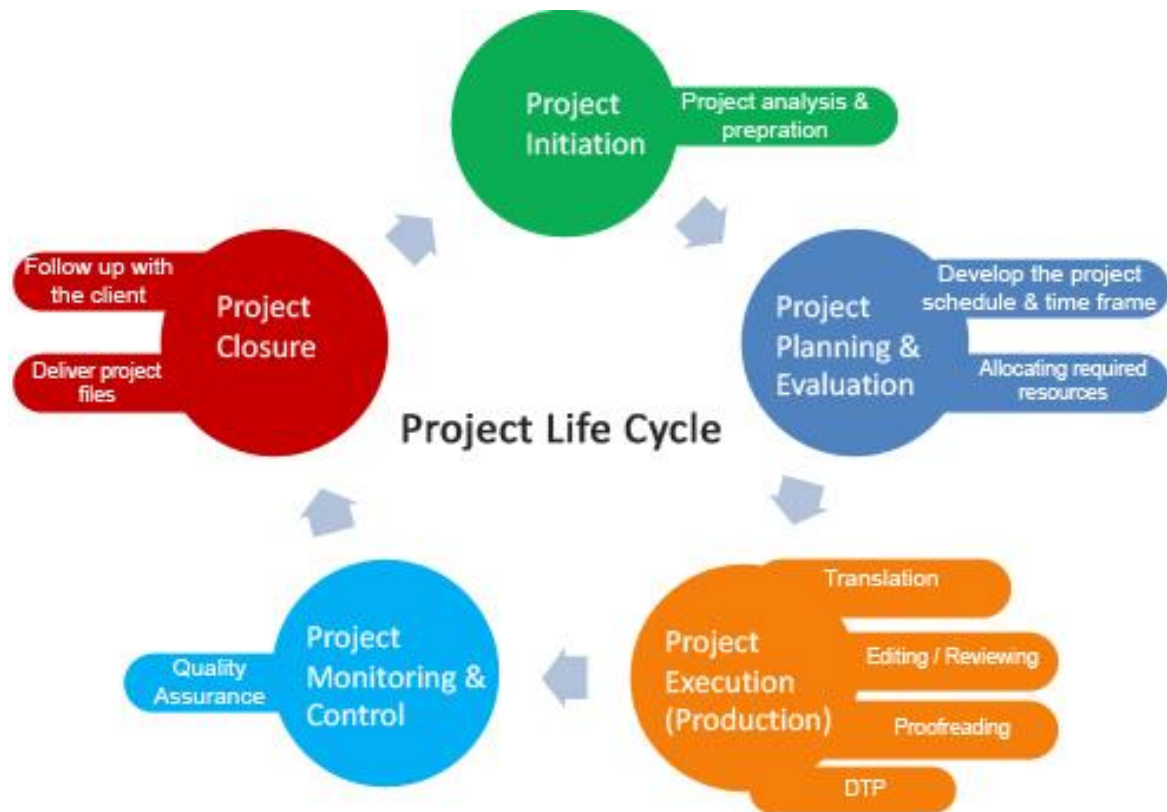 Project
Initiation
Project analysis &
prepration
Follow up with
the client
Project
Closure
Deliver project
files
Project
Planning &
Evaluation
Develop the project
schedule & time frame
Allocating required
resources
Project Life Cycle
Project
Execution
(Production)
Translation
Editing / Reviewing
Proofreading
DTP
Project
Monitoring &
Control
Quality
Assurance